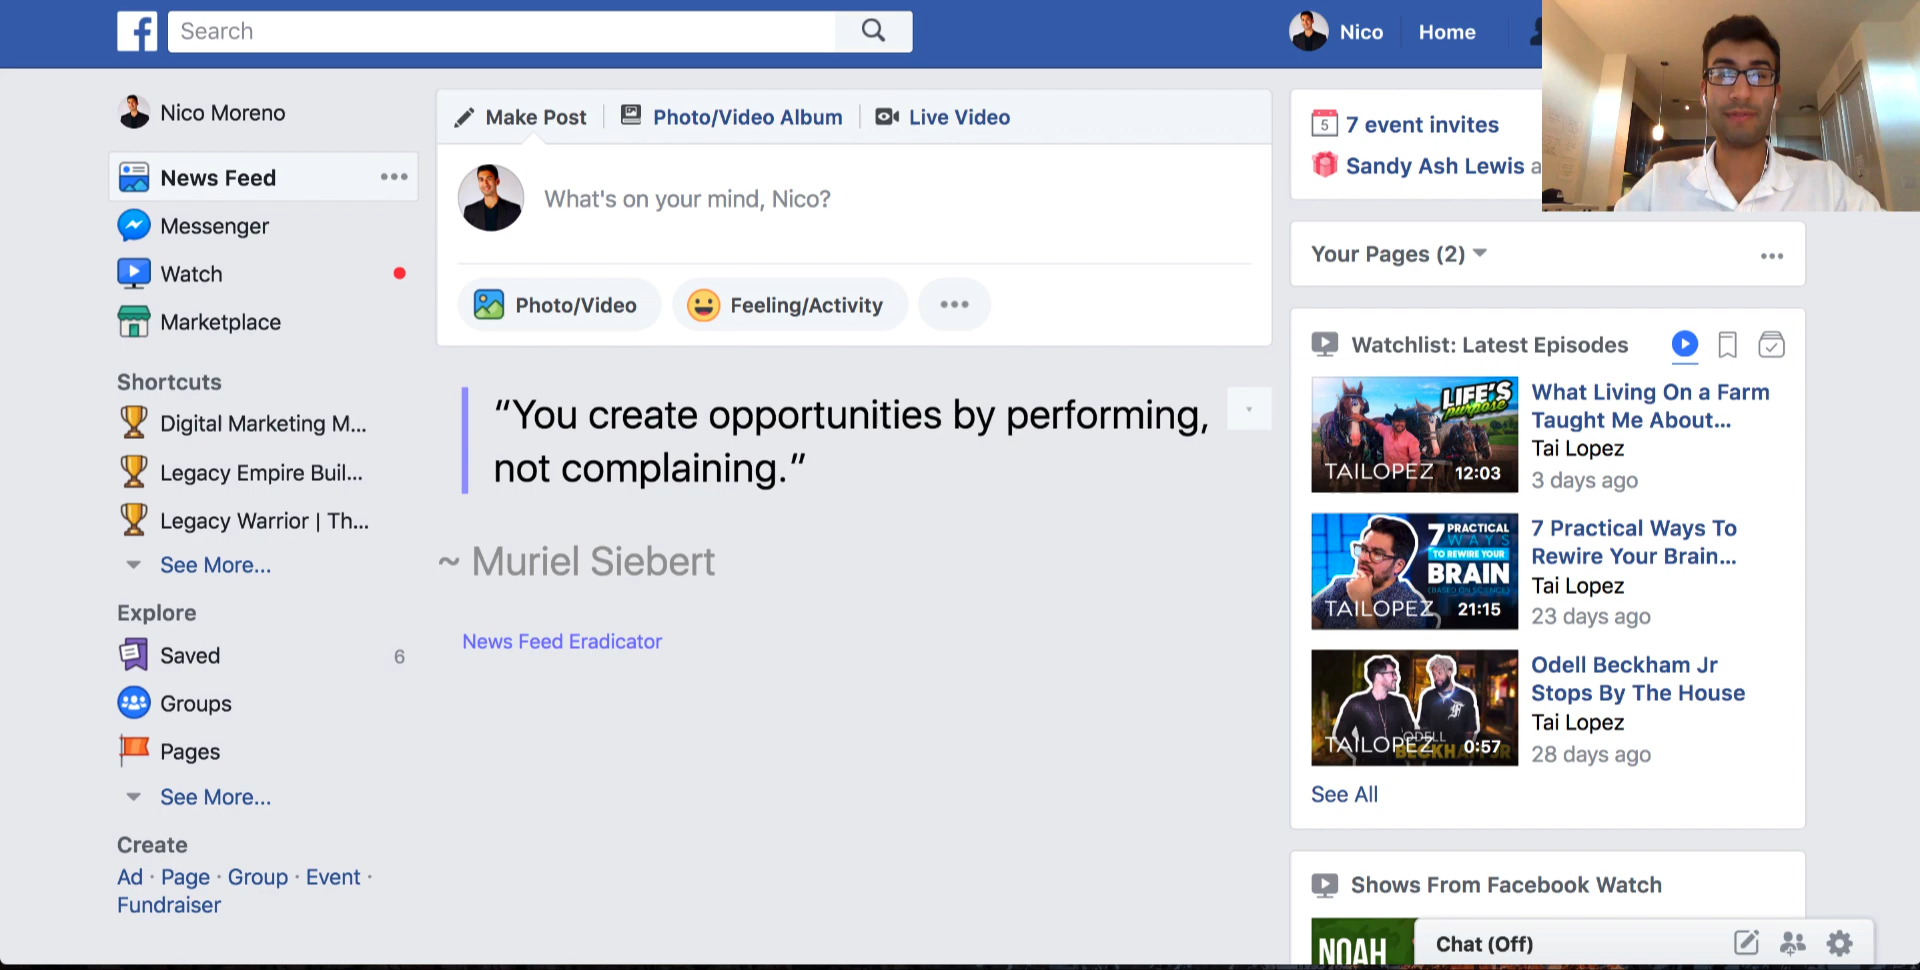 Search
Nico
Home
Nico Moreno
News Feed
Messenger
Watch
Marketplace
Shortcuts
Digital Marketing M...
Legacy Empire Buil...
Legacy Warrior | Th...
See More...
Explore
Saved 6
Groups
Pages
See More...
Create
Ad · Page · Group · Event ·
Fundraiser
Make Post
Photo/Video Album
Live Video
What's on your mind, Nico?
Photo/Video
Feeling/Activity
“You create opportunities by performing,
not complaining.”
~ Muriel Siebert
News Feed Eradicator
5
7 event invites
Sandy Ash Lewis a
Your Pages (2)
Watchlist: Latest Episodes
LIFE'S
purpose
TAILOPEZ
12:03
What Living On a Farm
Taught Me About...
Tai Lopez
3 days ago
7 PRACTICAL
WAYS
TO REWIRE YOUR
BRAIN
(BASED ON SCIENCE)
TAILOPEZ
21:15
7 Practical Ways To
Rewire Your Brain...
Tai Lopez
23 days ago
ODELL
BECKHAM JR
TAILOPEZ
0:57
Odell Beckham Jr
Stops By The House
Tai Lopez
28 days ago
See All
Shows From Facebook Watch
NOAH
Chat (Off)